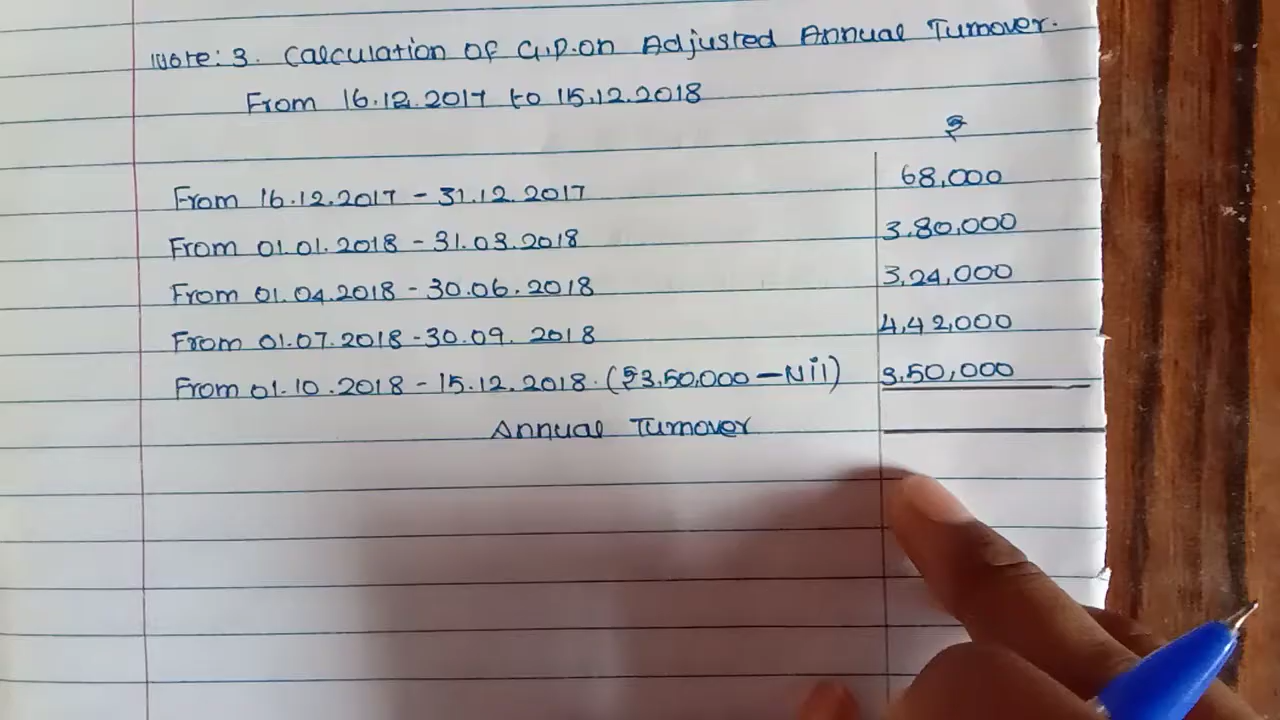 Note: 3. Calculation of G.P. on Adjusted Annual Turnover.
From 16.12.2017 to 15.12.2018
₹
From 16.12.2017 - 31.12.2017 68,000
From 01.01.2018 - 31.03.2018 3,80,000
From 01.04.2018 - 30.06.2018 3,24,000
From 01.07.2018 - 30.09.2018 4,42,000
From 01.10.2018 - 15.12.2018. (₹3,50,000 - Nil) 3,50,000
Annual Turnover